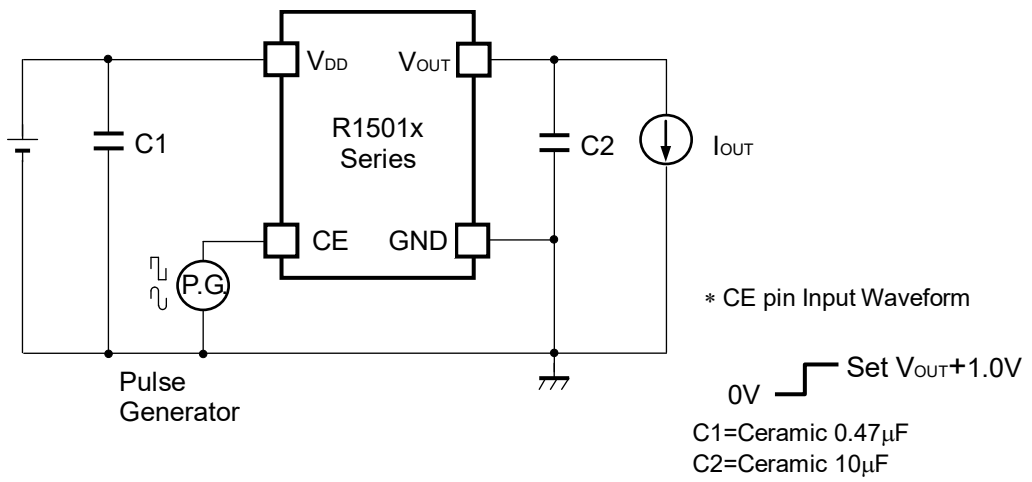 VDD
VOUT
R1501x
Series
C1
C2
IOUT
CE
GND
P.G.
Pulse
Generator
* CE pin Input Waveform
0V
Set VOUT+1.0V
C1=Ceramic 0.47μF
C2=Ceramic 10μF